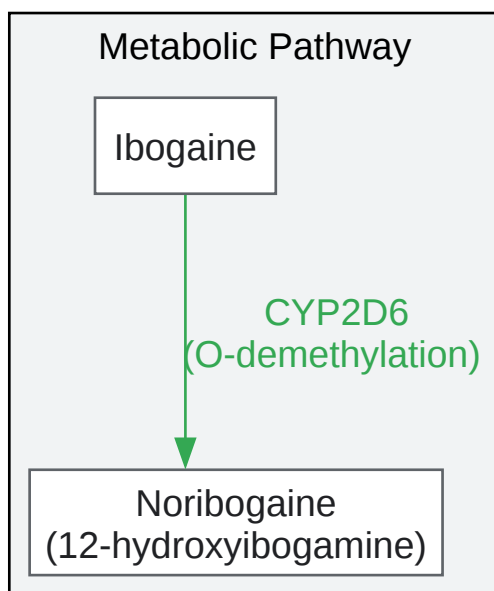 Metabolic Pathway
Ibogaine
CYP2D6
(O-demethylation)
Noribogaine
(12-hydroxyibogamine)